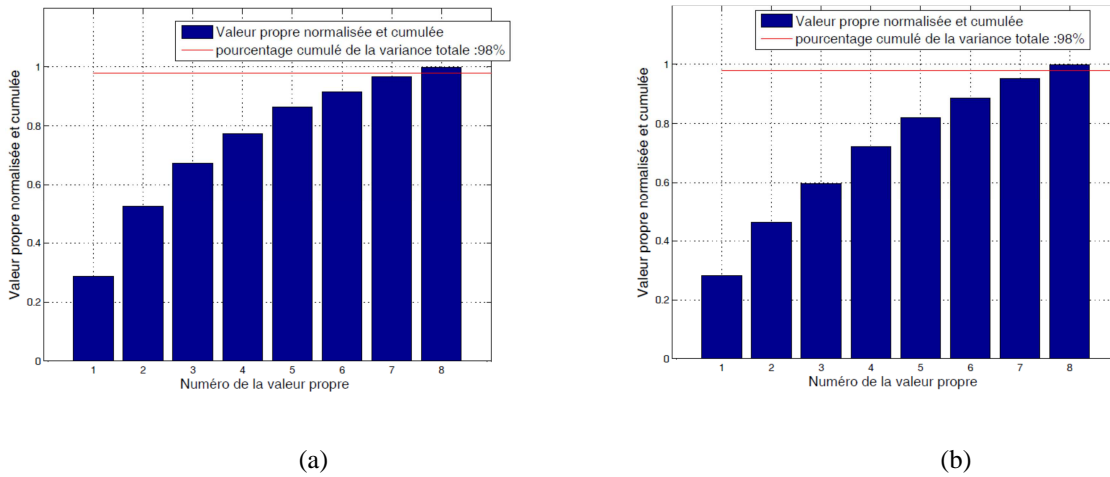 Valeur propre normalisée et cumulée
pourcentage cumulé de la variance totale :98%
Valeur propre normalisée et cumulée
1
0.8
0.6
0.4
0.2
0
1 2 3 4 5 6 7 8
Numéro de la valeur propre
(a)
Valeur propre normalisée et cumulée
pourcentage cumulé de la variance totale :98%
Valeur propre normalisée et cumulée
1
0.8
0.6
0.4
0.2
0
1 2 3 4 5 6 7 8
Numéro de la valeur propre
(b)